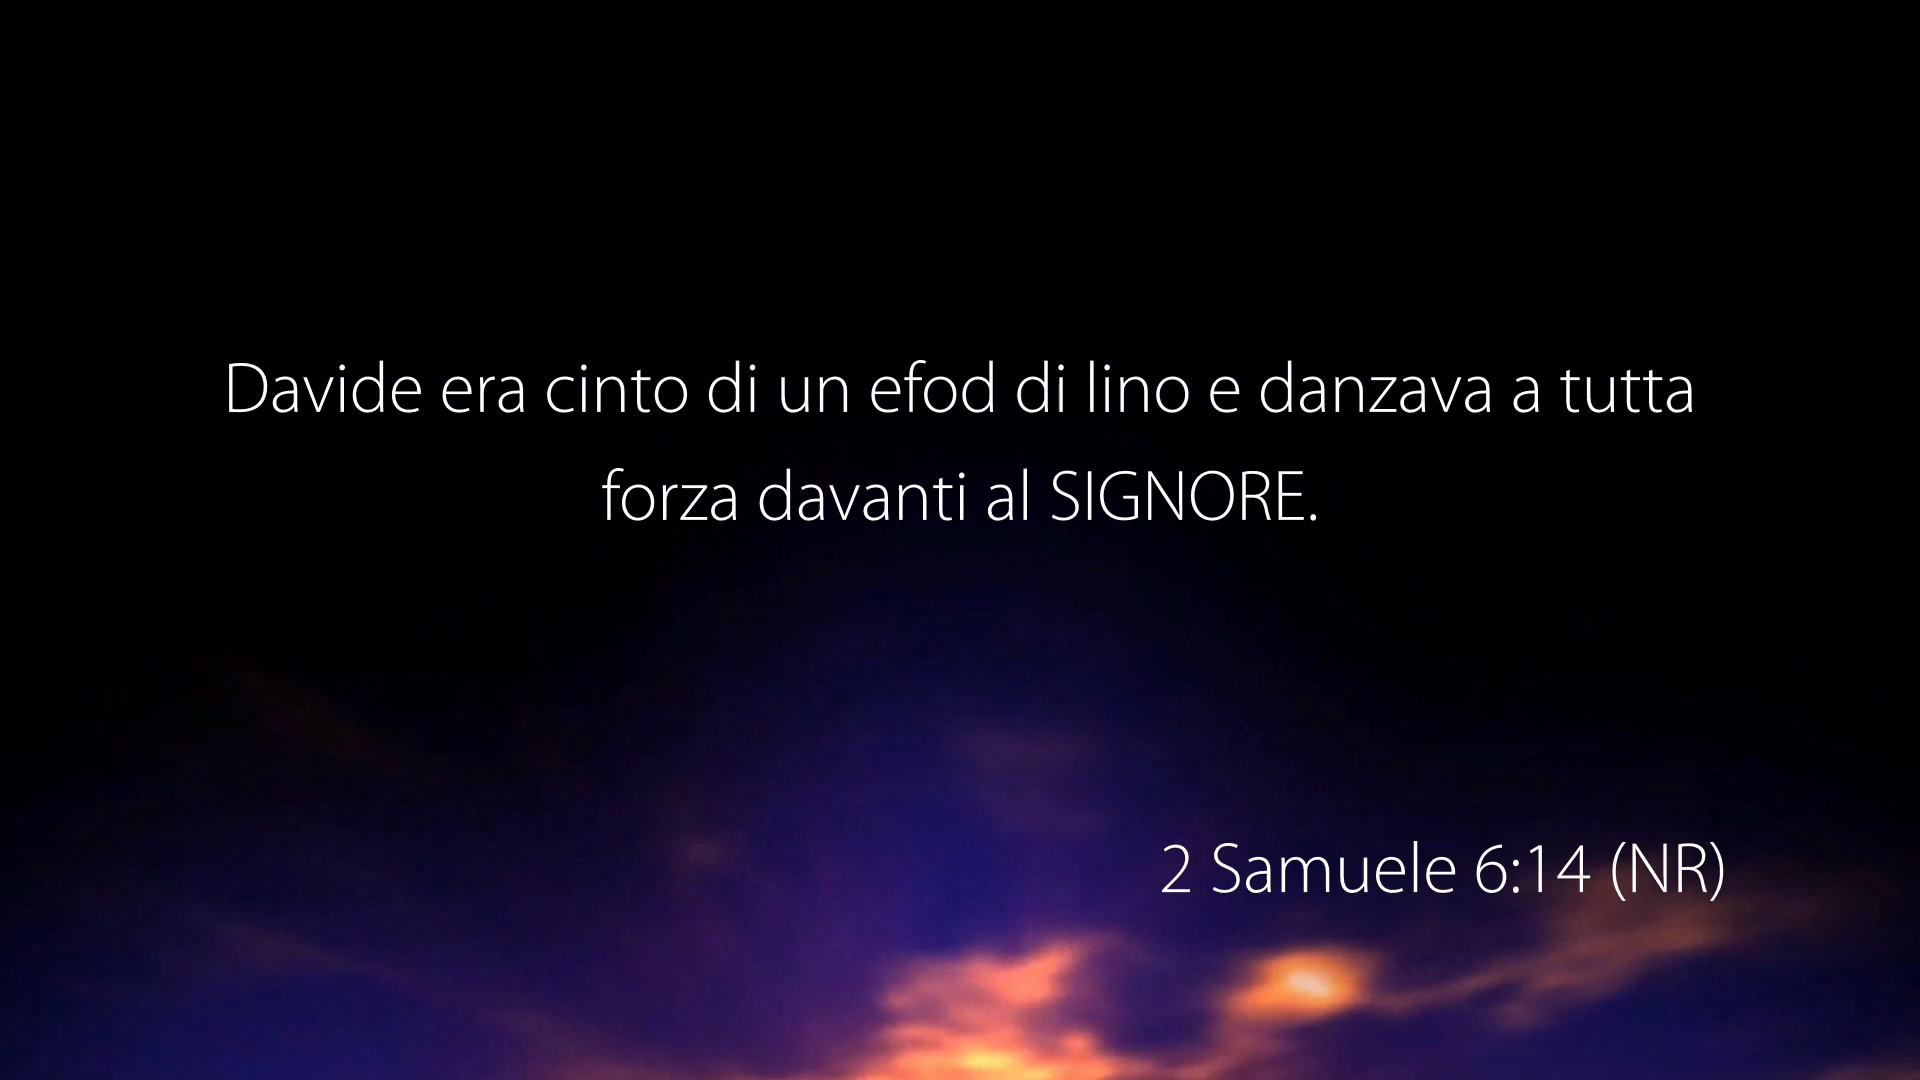 Davide era cinto di un efod di lino e danzava a tutta
forza davanti al SIGNORE.
2 Samuele 6:14 (NR)